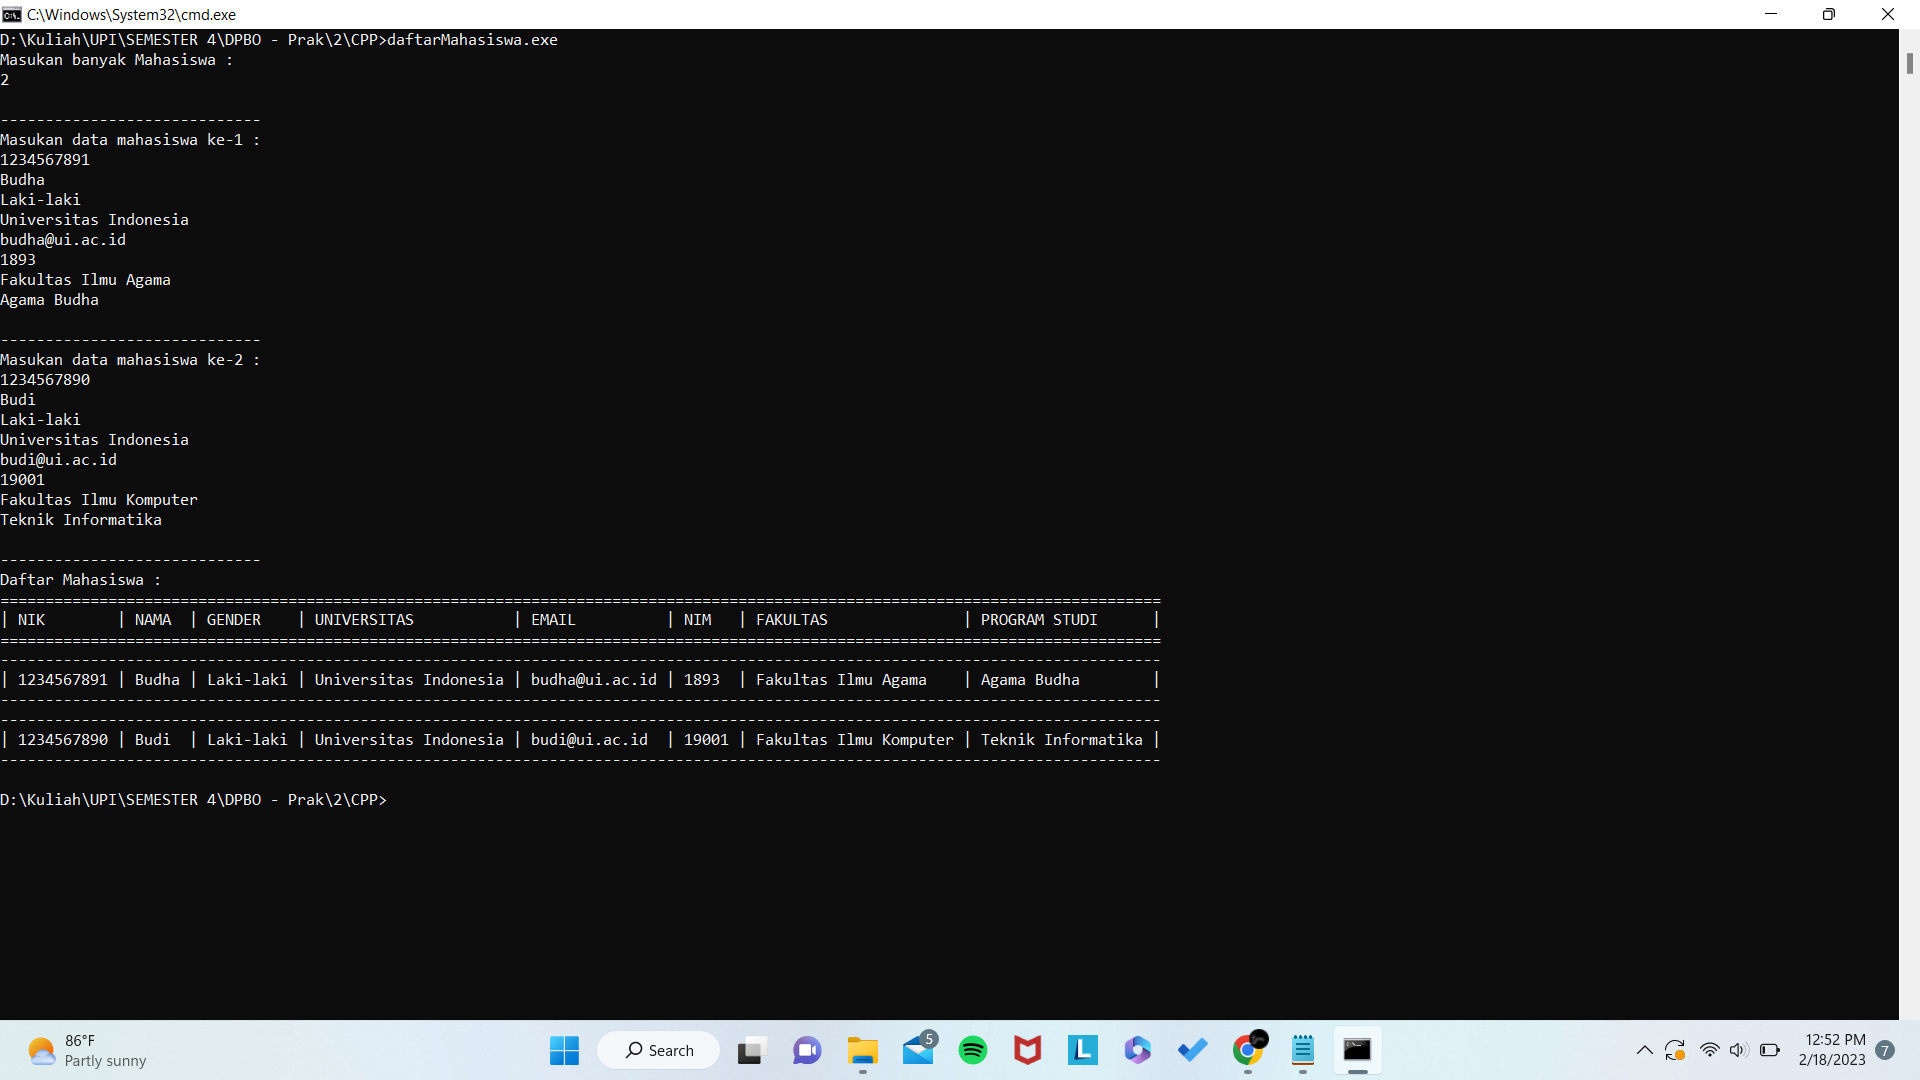 C:\Windows\System32\cmd.exe
D:\Kuliah\UPI\SEMESTER 4\DPBO - Prak\2\CPP>daftarMahasiswa.exe
Masukan banyak Mahasiswa :
2
-----------------------------
Masukan data mahasiswa ke-1 :
1234567891
Budha
Laki-laki
Universitas Indonesia
budha@ui.ac.id
1893
Fakultas Ilmu Agama
Agama Budha
-----------------------------
Masukan data mahasiswa ke-2 :
1234567890
Budi
Laki-laki
Universitas Indonesia
budi@ui.ac.id
19001
Fakultas Ilmu Komputer
Teknik Informatika
-----------------------------
Daftar Mahasiswa :
=================================================================================================================================
| NIK        | NAMA  | GENDER    | UNIVERSITAS           | EMAIL          | NIM   | FAKULTAS               | PROGRAM STUDI      |
=================================================================================================================================
---------------------------------------------------------------------------------------------------------------------------------
| 1234567891 | Budha | Laki-laki | Universitas Indonesia | budha@ui.ac.id | 1893  | Fakultas Ilmu Agama    | Agama Budha        |
---------------------------------------------------------------------------------------------------------------------------------
---------------------------------------------------------------------------------------------------------------------------------
| 1234567890 | Budi  | Laki-laki | Universitas Indonesia | budi@ui.ac.id  | 19001 | Fakultas Ilmu Komputer | Teknik Informatika |
---------------------------------------------------------------------------------------------------------------------------------
D:\Kuliah\UPI\SEMESTER 4\DPBO - Prak\2\CPP>
86°F
Partly sunny
Search
5
L
12:52 PM
2/18/2023
7